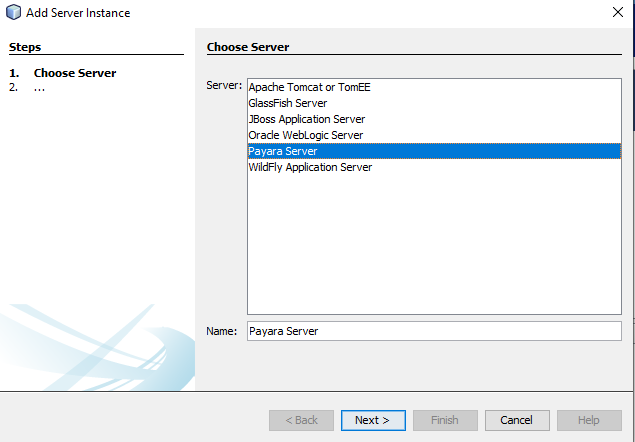 Add Server Instance
Steps
1. Choose Server
2. ...
Choose Server
Server:
Apache Tomcat or TomEE
GlassFish Server
JBoss Application Server
Oracle WebLogic Server
Payara Server
WildFly Application Server
Name: Payara Server
< Back Next > Finish Cancel Help